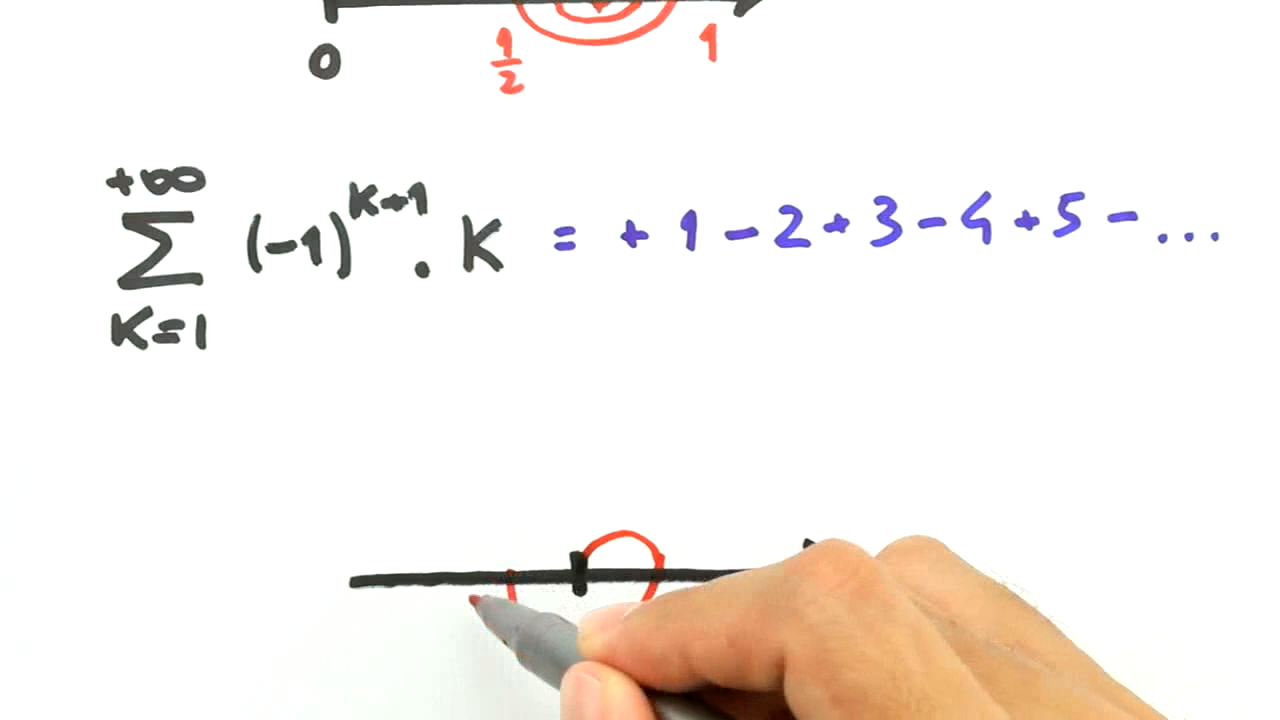 0 1/2 1
+∞
∑ (-1)^(K+1) . K = + 1 - 2 + 3 - 4 + 5 - ...
K=1